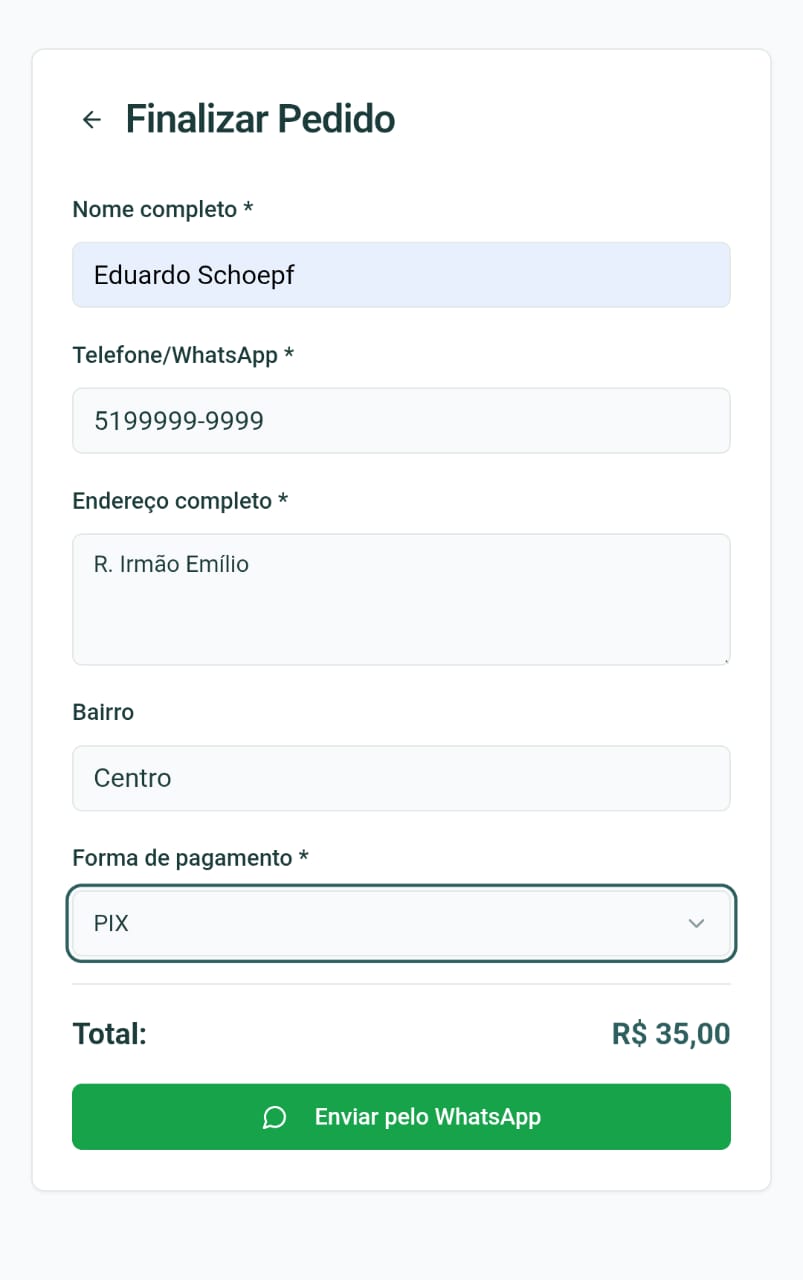 Finalizar Pedido
Nome completo *
Eduardo Schoepf
Telefone/WhatsApp *
5199999-9999
Endereço completo *
R. Irmão Emílio
Bairro
Centro
Forma de pagamento *
PIX
Total: R$ 35,00
Enviar pelo WhatsApp